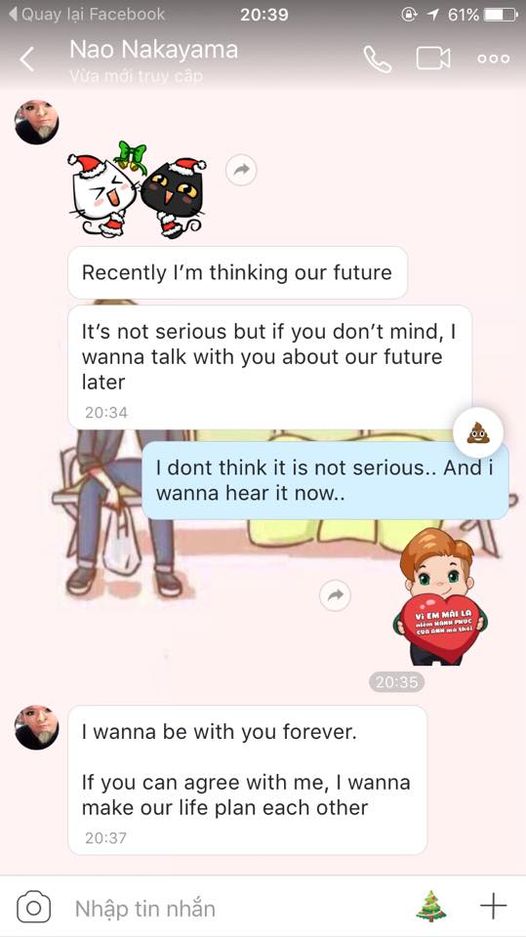 Quay lại Facebook
20:39
61%
Nao Nakayama
Vừa mới truy cập
Recently I'm thinking our future
It's not serious but if you don't mind, I
wanna talk with you about our future
later
20:34
I dont think it is not serious.. And i
wanna hear it now..
Vì EM MÃI LÀ
niềm HẠNH PHÚC
CỦA ANH mà thôi
20:35
I wanna be with you forever.
If you can agree with me, I wanna
make our life plan each other
20:37
Nhập tin nhắn